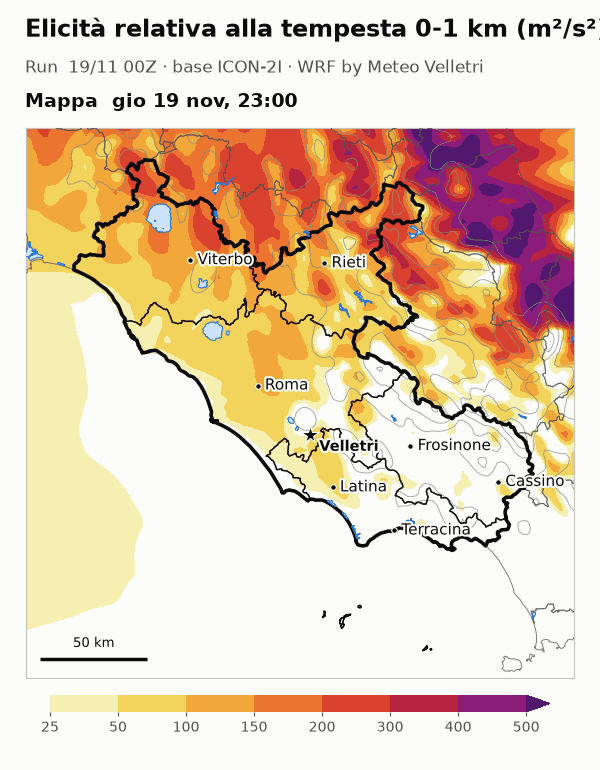 Elicità relativa alla tempesta 0-1 km (m²/s²)
Run  19/11 00Z · base ICON-2I · WRF by Meteo Velletri
Mappa  gio 19 nov, 23:00
Viterbo
Rieti
Roma
Velletri
Frosinone
Latina
Cassino
Terracina
50 km
25 50 100 150 200 300 400 500